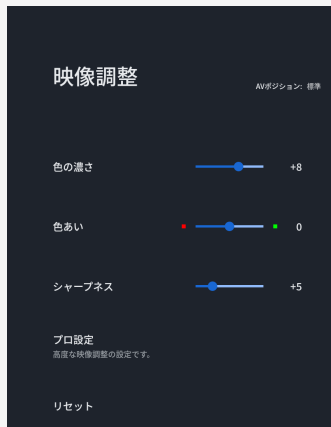 映像調整
AVポジション: 標準
色の濃さ +8
色あい 0
シャープネス +5
プロ設定
高度な映像調整の設定です。
リセット